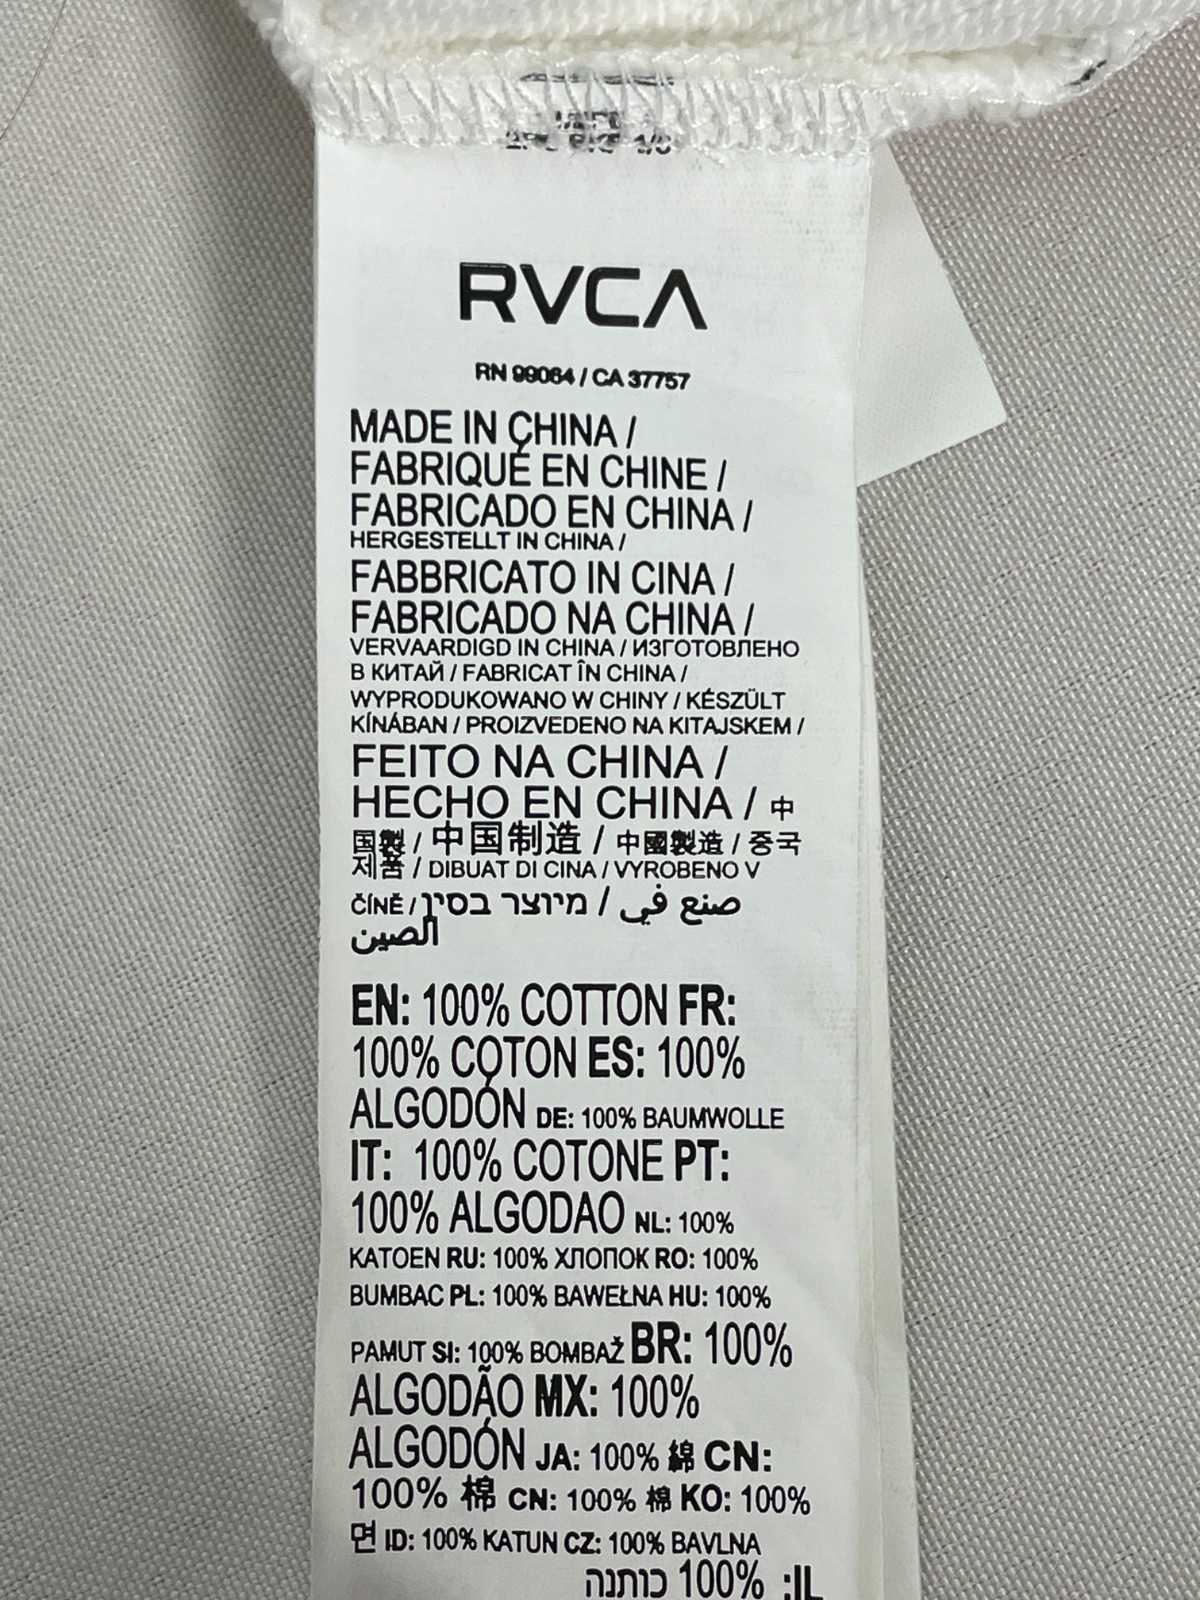 RVCA
RN 99084 / CA 37757
MADE IN CHINA /
FABRIQUÉ EN CHINE /
FABRICADO EN CHINA /
HERGESTELLT IN CHINA /
FABBRICATO IN CINA /
FABRICADO NA CHINA /
VERVAARDIGD IN CHINA / ИЗГОТОВЛЕНО
В КИТАЙ / FABRICAT ÎN CHINA /
WYPRODUKOWANO W CHINY / KÉSZÜLT
KÍNÁBAN / PROIZVEDENO NA KITAJSKEM /
FEITO NA CHINA /
HECHO EN CHINA / 中
国製 / 中国制造 / 中國製造 / 중국
제품 / DIBUAT DI CINA / VYROBENO V
ČÍNĚ / מיוצר בסין / صنع في
الصين
EN: 100% COTTON FR:
100% COTON ES: 100%
ALGODÓN DE: 100% BAUMWOLLE
IT: 100% COTONE PT:
100% ALGODAO NL: 100%
KATOEN RU: 100% ХЛОПОК RO: 100%
BUMBAC PL: 100% BAWEŁNA HU: 100%
PAMUT SI: 100% BOMBAŽ BR: 100%
ALGODÃO MX: 100%
ALGODÓN JA: 100% 綿 CN:
100% 棉 CN: 100% 棉 KO: 100%
면 ID: 100% KATUN CZ: 100% BAVLNA
IL: 100% כותנה